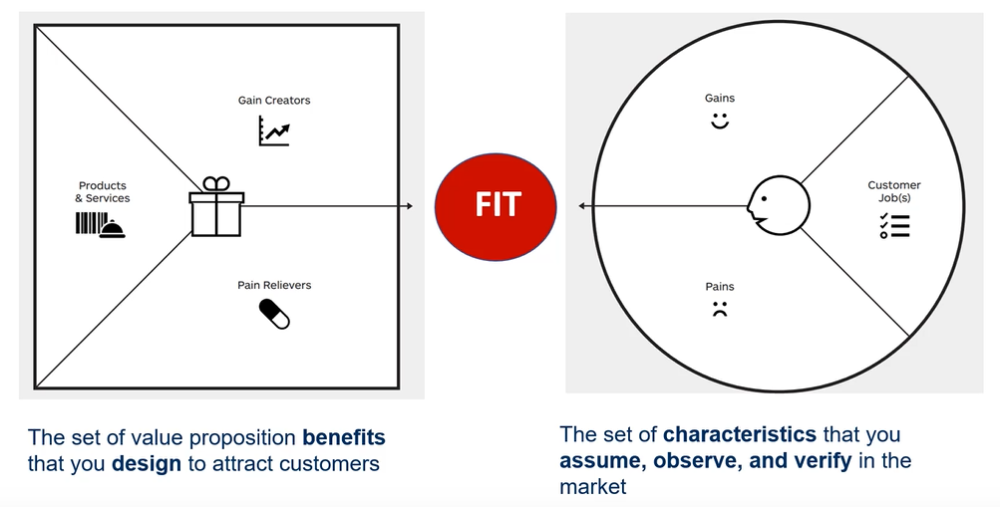 Gain Creators
Products
& Services
Pain Relievers
FIT
Gains
Customer
Job(s)
Pains
The set of value proposition benefits
that you design to attract customers
The set of characteristics that you
assume, observe, and verify in the
market